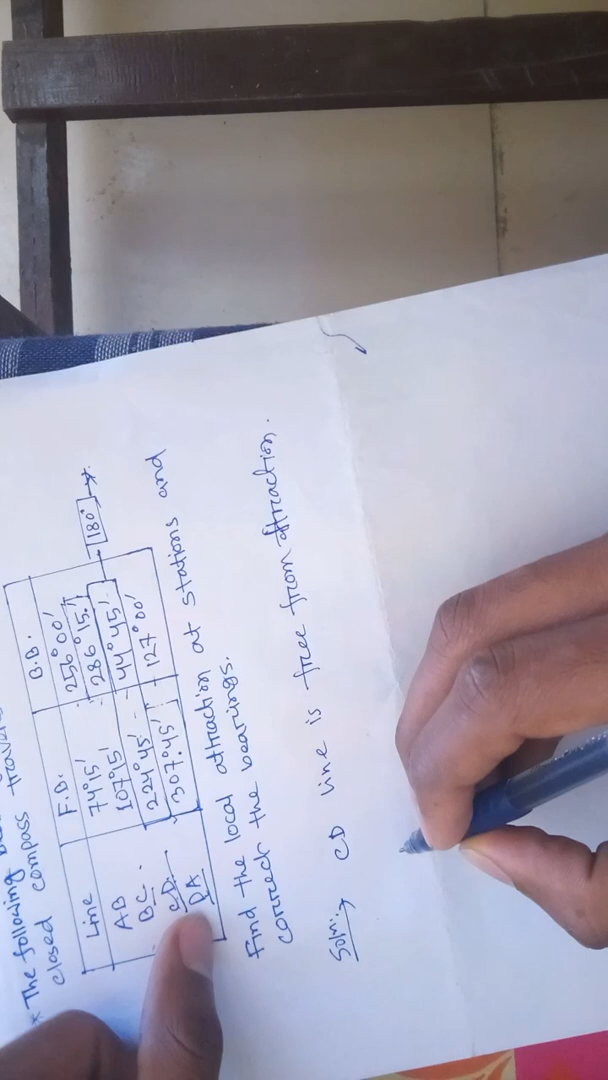 * The following
closed compass travers
Line F.B. B.B.
AB 74°15' 256°00'
BC 107°15' 286°15'
CD 224°45' 44°45' 180°
DA 307°45' 127°00'
Find the local attraction at stations and
correct the bearings.
Soln: → CD line is free from attraction.